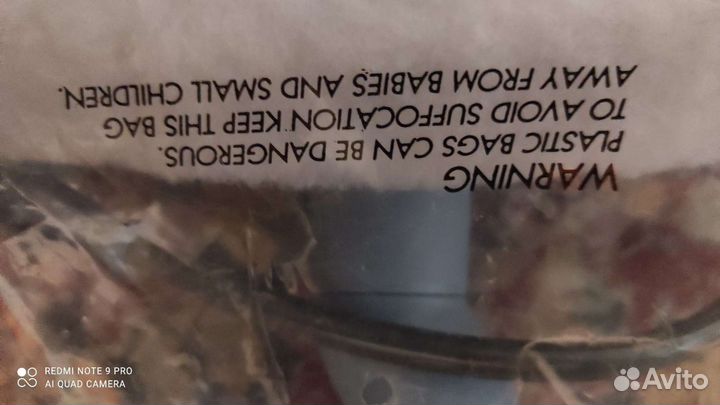 WARNING
PLASTIC BAGS CAN BE DANGEROUS.
TO AVOID SUFFOCATION KEEP THIS BAG
AWAY FROM BABIES AND SMALL CHILDREN.
REDMI NOTE 9 PRO
AI QUAD CAMERA
Avito